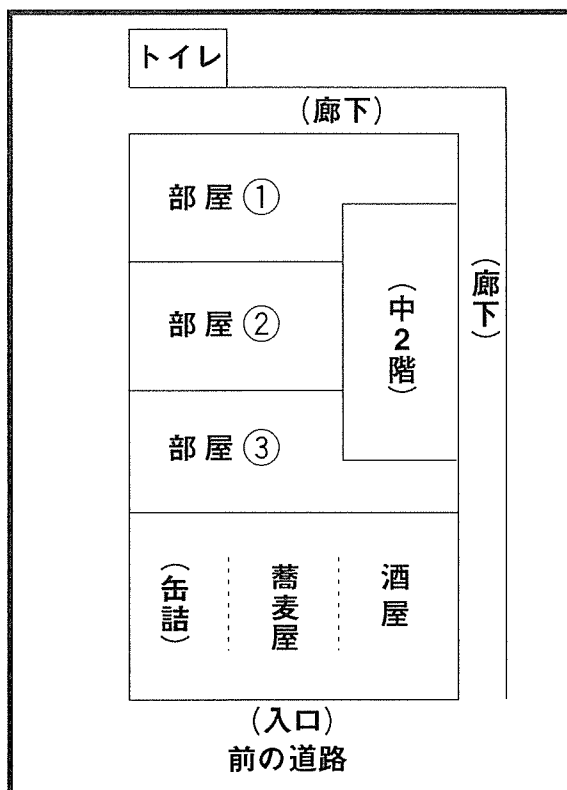 トイレ
(廊下)
部屋①
(廊下)
部屋②
(中2階)
部屋③
(缶詰)
蕎麦屋
酒屋
(入口)
前の道路